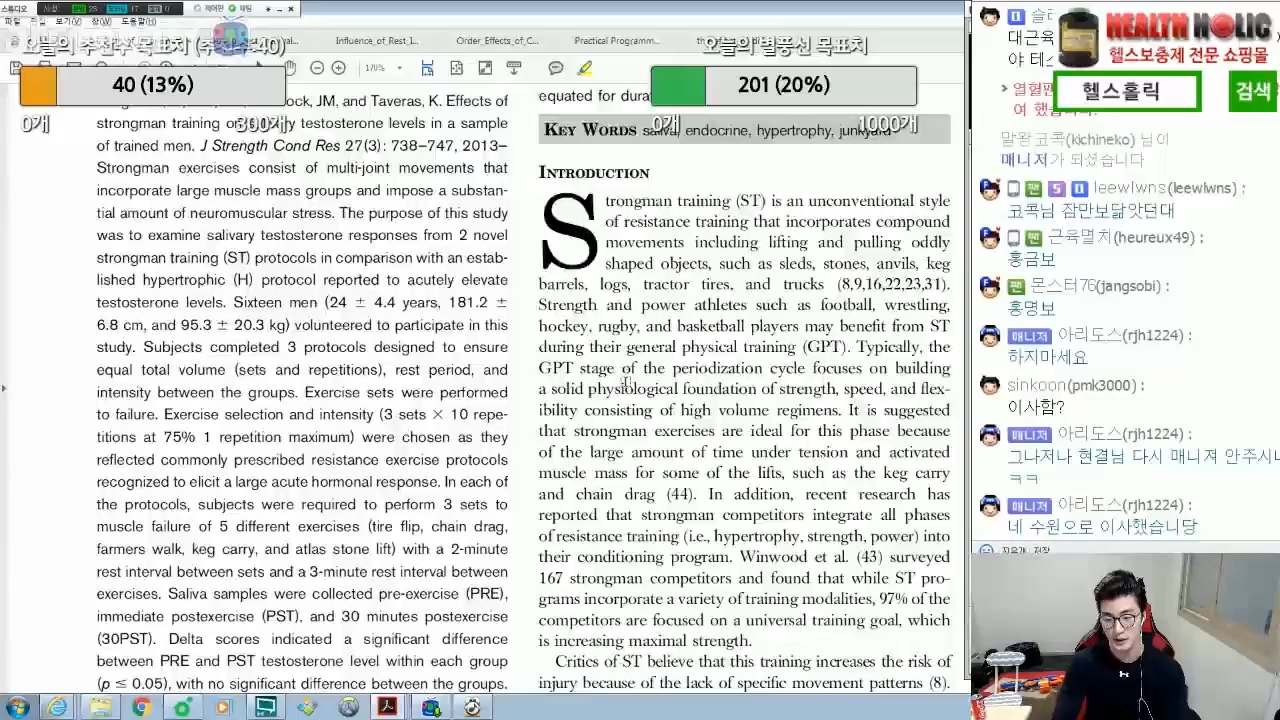 오늘의 추천수 목표치 (추천수:40)
Influence_of_Rest_I...
Order_Effects_of_C...
Practical Programm...
오늘의 별풍선 목표치
40 (13%)
0개
300개
201 (20%)
0개
1000개
ock, JM, and Taveras, K. Effects of
strongman training on
testosterone levels in a sample
of trained men. J Strength Cond Res 27(3): 738–747, 2013–
Strongman exercises consist of multi-joint movements that
incorporate large muscle mass groups and impose a substan-
tial amount of neuromuscular stress. The purpose of this study
was to examine salivary testosterone responses from 2 novel
strongman training (ST) protocols in comparison with an estab-
lished hypertrophic (H) protocol reported to acutely elevate
testosterone levels. Sixteen men (24 ± 4.4 years, 181.2 ±
6.8 cm, and 95.3 ± 20.3 kg) volunteered to participate in this
study. Subjects completed 3 protocols designed to ensure
equal total volume (sets and repetitions), rest period, and
intensity between the groups. Exercise sets were performed
to failure. Exercise selection and intensity (3 sets × 10 repe-
titions at 75% 1 repetition maximum) were chosen as they
reflected commonly prescribed resistance exercise protocols
recognized to elicit a large acute hormonal response. In each of
the protocols, subjects were required to perform 3 sets to
muscle failure of 5 different exercises (tire flip, chain drag,
farmers walk, keg carry, and atlas stone lift) with a 2-minute
rest interval between sets and a 3-minute rest interval between
exercises. Saliva samples were collected pre-exercise (PRE),
immediate postexercise (PST), and 30 minutes postexercise
(30PST). Delta scores indicated a significant difference
between PRE and PST testosterone level within each group
(p ≤ 0.05), with no significant difference between the groups.
equated for dura
KEY WORDS saliva, endocrine, hypertrophy, junkyard
INTRODUCTION
Strongman training (ST) is an unconventional style
of resistance training that incorporates compound
movements including lifting and pulling oddly
shaped objects, such as sleds, stones, anvils, keg
barrels, logs, tractor tires, and trucks (8,9,16,22,23,31).
Strength and power athletes such as football, wrestling,
hockey, rugby, and basketball players may benefit from ST
during their general physical training (GPT). Typically, the
GPT stage of the periodization cycle focuses on building
a solid physiological foundation of strength, speed, and flex-
ibility consisting of high volume regimens. It is suggested
that strongman exercises are ideal for this phase because
of the large amount of time under tension and activated
muscle mass for some of the lifts, such as the keg carry
and chain drag (44). In addition, recent research has
reported that strongman competitors integrate all phases
of resistance training (i.e., hypertrophy, strength, power) into
their conditioning program. Winwood et al. (43) surveyed
167 strongman competitors and found that while ST pro-
grams incorporate a variety of training modalities, 97% of the
competitors are focused on a universal training goal, which
is increasing maximal strength.
Critics of ST believe that this training increases the risk of
injury because of the lack of specific movement patterns (8).
HEALTH HOLIC
헬스보충제 전문 쇼핑몰
헬스홀릭
검색
대근육
야 테스
열혈팬
여 했습니다.
말왕코콕(kichineko) 님이
매니저가 되셨습니다
leewlwns(leewlwns) :
코콕님 잠만보닮앗던대
근육멸치(heureux49) :
홍금보
몬스터76(jangsobi) :
홍명보
매니저 아리도스(rjh1224) :
하지마세요
sinkoon(pmk3000) :
이사함?
매니저 아리도스(rjh1224) :
그나저나 현결님 다시 매니져 안주시나
ㅋㅋ
매니저 아리도스(rjh1224) :
네 수원으로 이사했습니당